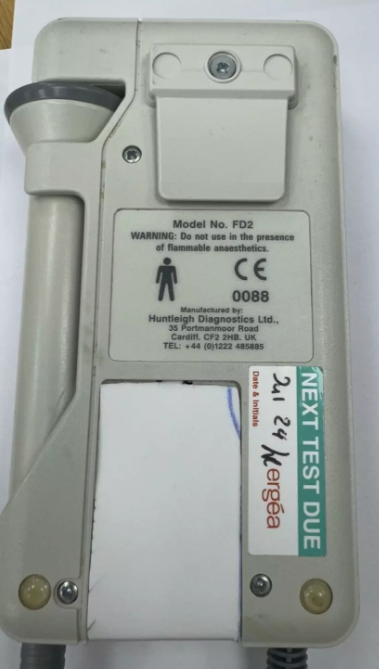 Model No. FD2
WARNING: Do not use in the presence
of flammable anaesthetics.
CE
0088
Manufactured by:
Huntleigh Diagnostics Ltd.,
35 Portmanmoor Road
Cardiff. CF2 2HB. UK
TEL: +44 (0)1222 485885
NEXT TEST DUE
Jul 24
Date & Initials
ergéa